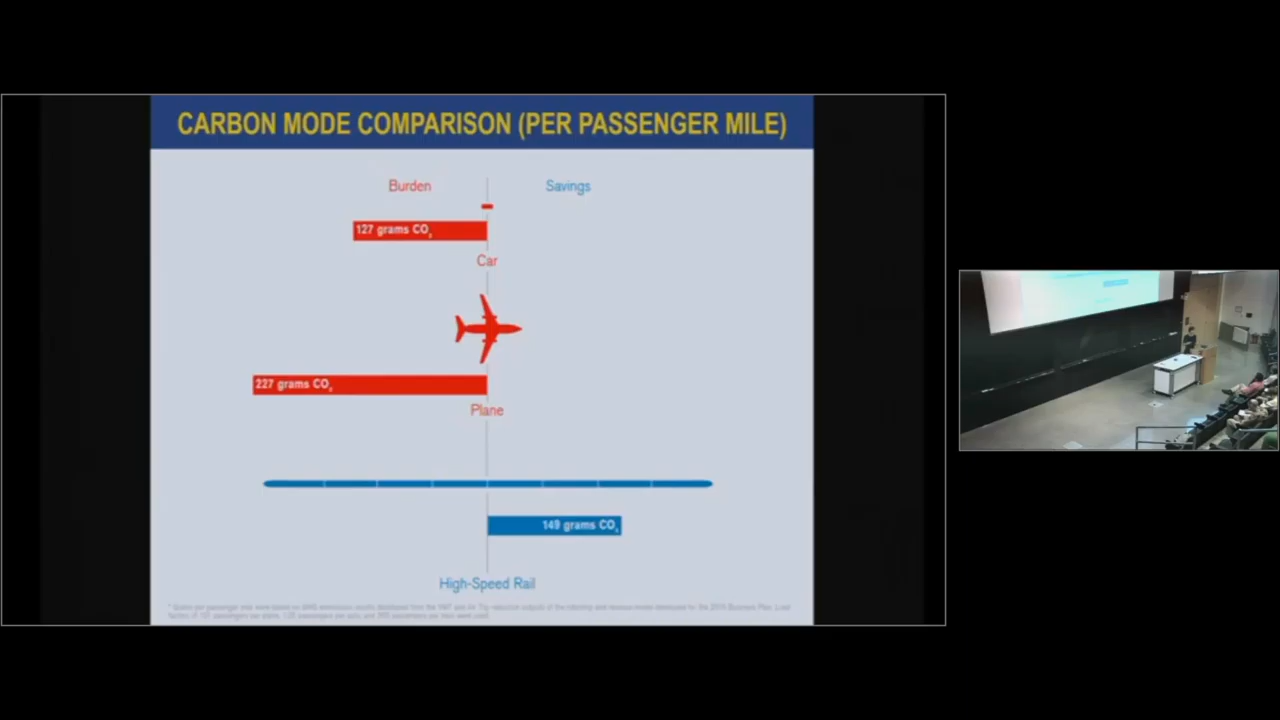 CARBON MODE COMPARISON (PER PASSENGER MILE)
Burden
Savings
127 grams CO₂
Car
227 grams CO₂
Plane
149 grams CO₂
High-Speed Rail